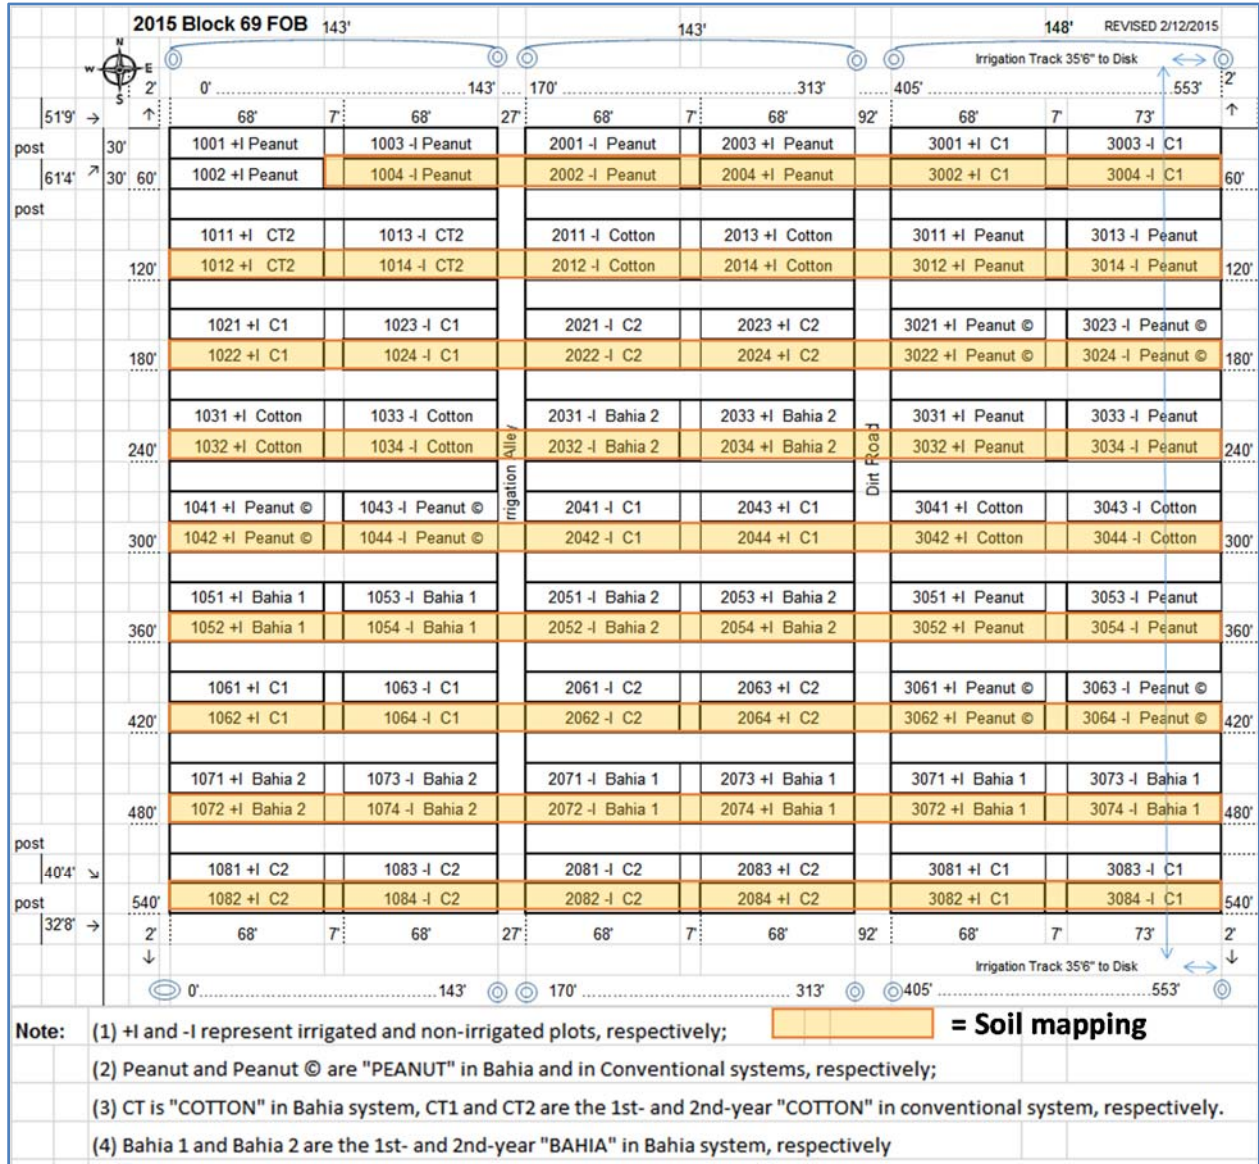 2015 Block 69 FOB 143' 143' 148' REVISED 2/12/2015
N
W E
S
Irrigation Track 35'6" to Disk
2' 0' 143' 170' 313' 405' 553' 2'
51'9" → ↑ 68' 7' 68' 27' 68' 7' 68' 92' 68' 7' 73' ↑
post 30' 1001 +I Peanut 1003 -I Peanut 2001 -I Peanut 2003 +I Peanut 3001 +I C1 3003 -I C1
61'4" ↗ 30' 60' 1002 +I Peanut 1004 -I Peanut 2002 -I Peanut 2004 +I Peanut 3002 +I C1 3004 -I C1 60'
post
1011 +I CT2 1013 -I CT2 2011 -I Cotton 2013 +I Cotton 3011 +I Peanut 3013 -I Peanut
120' 1012 +I CT2 1014 -I CT2 2012 -I Cotton 2014 +I Cotton 3012 +I Peanut 3014 -I Peanut 120'
1021 +I C1 1023 -I C1 2021 -I C2 2023 +I C2 3021 +I Peanut © 3023 -I Peanut ©
180' 1022 +I C1 1024 -I C1 2022 -I C2 2024 +I C2 3022 +I Peanut © 3024 -I Peanut © 180'
1031 +I Cotton 1033 -I Cotton 2031 -I Bahia 2 2033 +I Bahia 2 3031 +I Peanut 3033 -I Peanut
240' 1032 +I Cotton 1034 -I Cotton 2032 -I Bahia 2 2034 +I Bahia 2 3032 +I Peanut 3034 -I Peanut 240'
rrigation Alley
Dirt Road
1041 +I Peanut © 1043 -I Peanut © 2041 -I C1 2043 +I C1 3041 +I Cotton 3043 -I Cotton
300' 1042 +I Peanut © 1044 -I Peanut © 2042 -I C1 2044 +I C1 3042 +I Cotton 3044 -I Cotton 300'
1051 +I Bahia 1 1053 -I Bahia 1 2051 -I Bahia 2 2053 +I Bahia 2 3051 +I Peanut 3053 -I Peanut
360' 1052 +I Bahia 1 1054 -I Bahia 1 2052 -I Bahia 2 2054 +I Bahia 2 3052 +I Peanut 3054 -I Peanut 360'
1061 +I C1 1063 -I C1 2061 -I C2 2063 +I C2 3061 +I Peanut © 3063 -I Peanut ©
420' 1062 +I C1 1064 -I C1 2062 -I C2 2064 +I C2 3062 +I Peanut © 3064 -I Peanut © 420'
1071 +I Bahia 2 1073 -I Bahia 2 2071 -I Bahia 1 2073 +I Bahia 1 3071 +I Bahia 1 3073 -I Bahia 1
480' 1072 +I Bahia 2 1074 -I Bahia 2 2072 -I Bahia 1 2074 +I Bahia 1 3072 +I Bahia 1 3074 -I Bahia 1 480'
post
40'4" ↘ 1081 +I C2 1083 -I C2 2081 -I C2 2083 +I C2 3081 +I C1 3083 -I C1
post 540' 1082 +I C2 1084 -I C2 2082 -I C2 2084 +I C2 3082 +I C1 3084 -I C1 540'
32'8" → 2' 68' 7' 68' 27' 68' 7' 68' 92' 68' 7' 73' 2'
↓ Irrigation Track 35'6" to Disk ↓
0' 143' 170' 313' 405' 553'
Note: (1) +I and -I represent irrigated and non-irrigated plots, respectively; = Soil mapping
(2) Peanut and Peanut © are "PEANUT" in Bahia and in Conventional systems, respectively;
(3) CT is "COTTON" in Bahia system, CT1 and CT2 are the 1st- and 2nd-year "COTTON" in conventional system, respectively.
(4) Bahia 1 and Bahia 2 are the 1st- and 2nd-year "BAHIA" in Bahia system, respectively